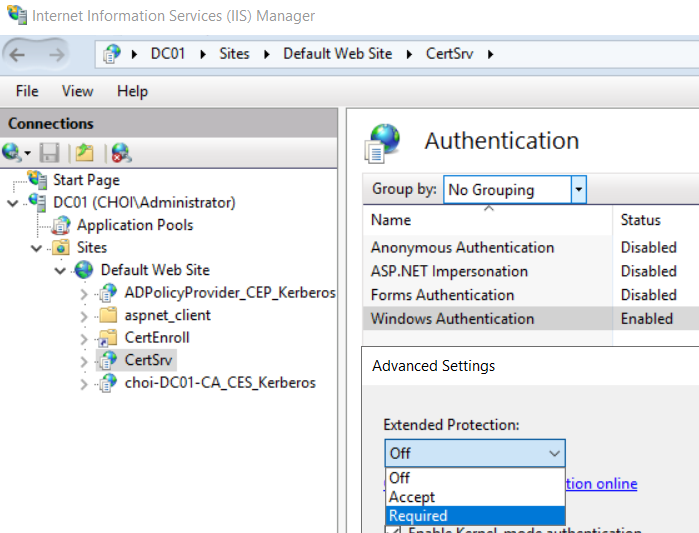 Internet Information Services (IIS) Manager
DC01 Sites Default Web Site CertSrv
File View Help
Connections
Start Page
DC01 (CHOI\Administrator)
Application Pools
Sites
Default Web Site
ADPolicyProvider_CEP_Kerberos
aspnet_client
CertEnroll
CertSrv
choi-DC01-CA_CES_Kerberos
Authentication
Group by: No Grouping
Name Status
Anonymous Authentication Disabled
ASP.NET Impersonation Disabled
Forms Authentication Disabled
Windows Authentication Enabled
Advanced Settings
Extended Protection:
Off
Off
Accept
Required
tion online
Enable Kernel-mode authentication